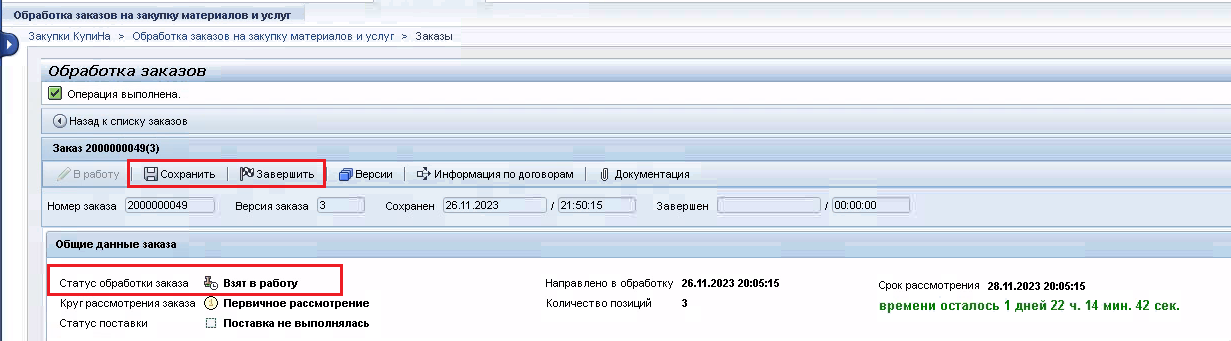 Обработка заказов на закупку материалов и услуг
Закупки КупиНа > Обработка заказов на закупку материалов и услуг > Заказы
Обработка заказов
Операция выполнена.
Назад к списку заказов
Заказ 2000000049(3)
В работу Сохранить Завершить Версии Информация по договорам Документация
Номер заказа 2000000049 Версия заказа 3 Сохранен 26.11.2023 / 21:50:15 Завершен / 00:00:00
Общие данные заказа
Статус обработки заказа Взят в работу Направлено в обработку 26.11.2023 20:05:15 Срок рассмотрения 28.11.2023 20:05:15
Круг рассмотрения заказа 1 Первичное рассмотрение Количество позиций 3 времени осталось 1 дней 22 ч. 14 мин. 42 сек.
Статус поставки Поставка не выполнялась